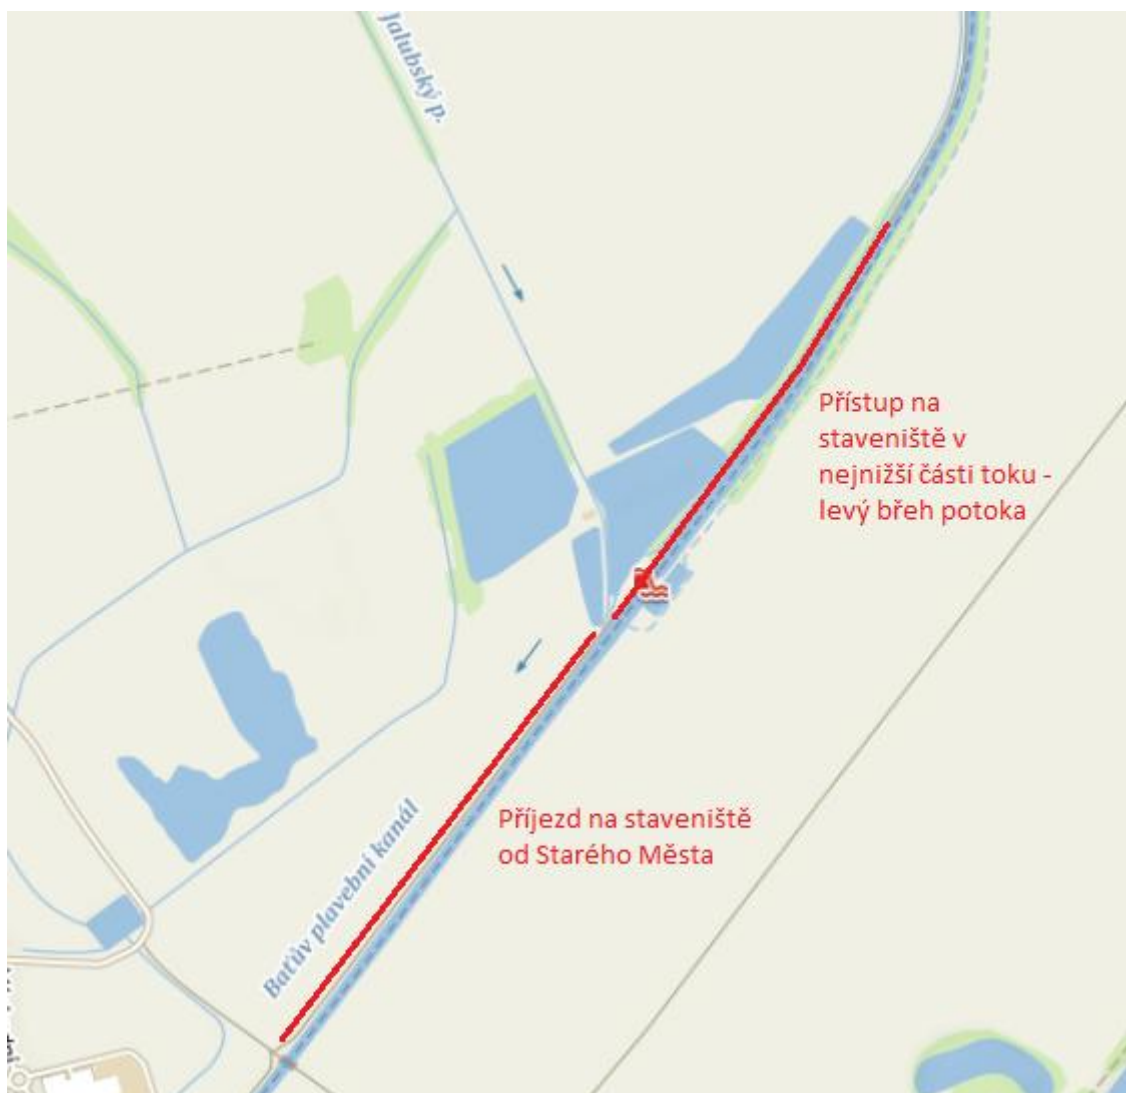 Jalubský p.
Přístup na
staveniště v
nejnižší části toku -
levý břeh potoka
Příjezd na staveniště
od Starého Města
Baťův plavební kanál